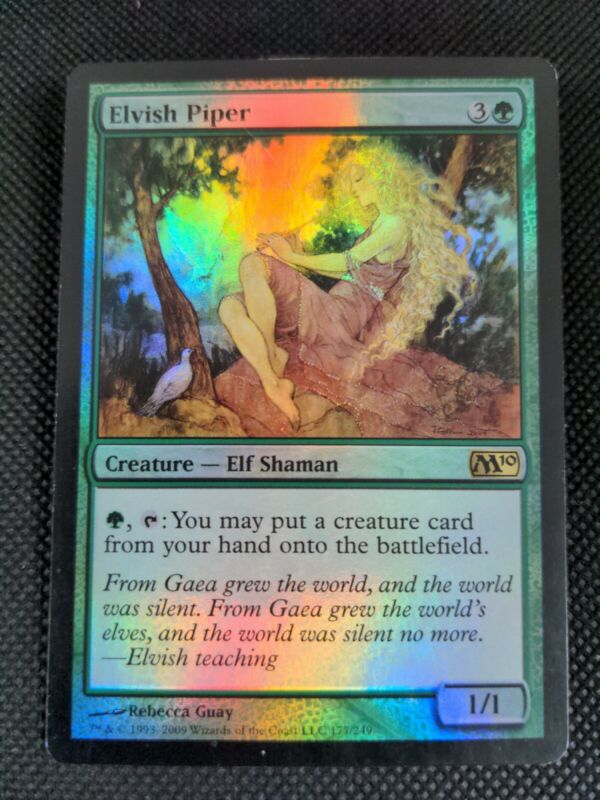 Elvish Piper 3
Creature — Elf Shaman M10
, : You may put a creature card
from your hand onto the battlefield.
From Gaea grew the world, and the world
was silent. From Gaea grew the world's
elves, and the world was silent no more.
—Elvish teaching
1/1
Rebecca Guay
™ & © 1993-2009 Wizards of the Coast LLC 177/249